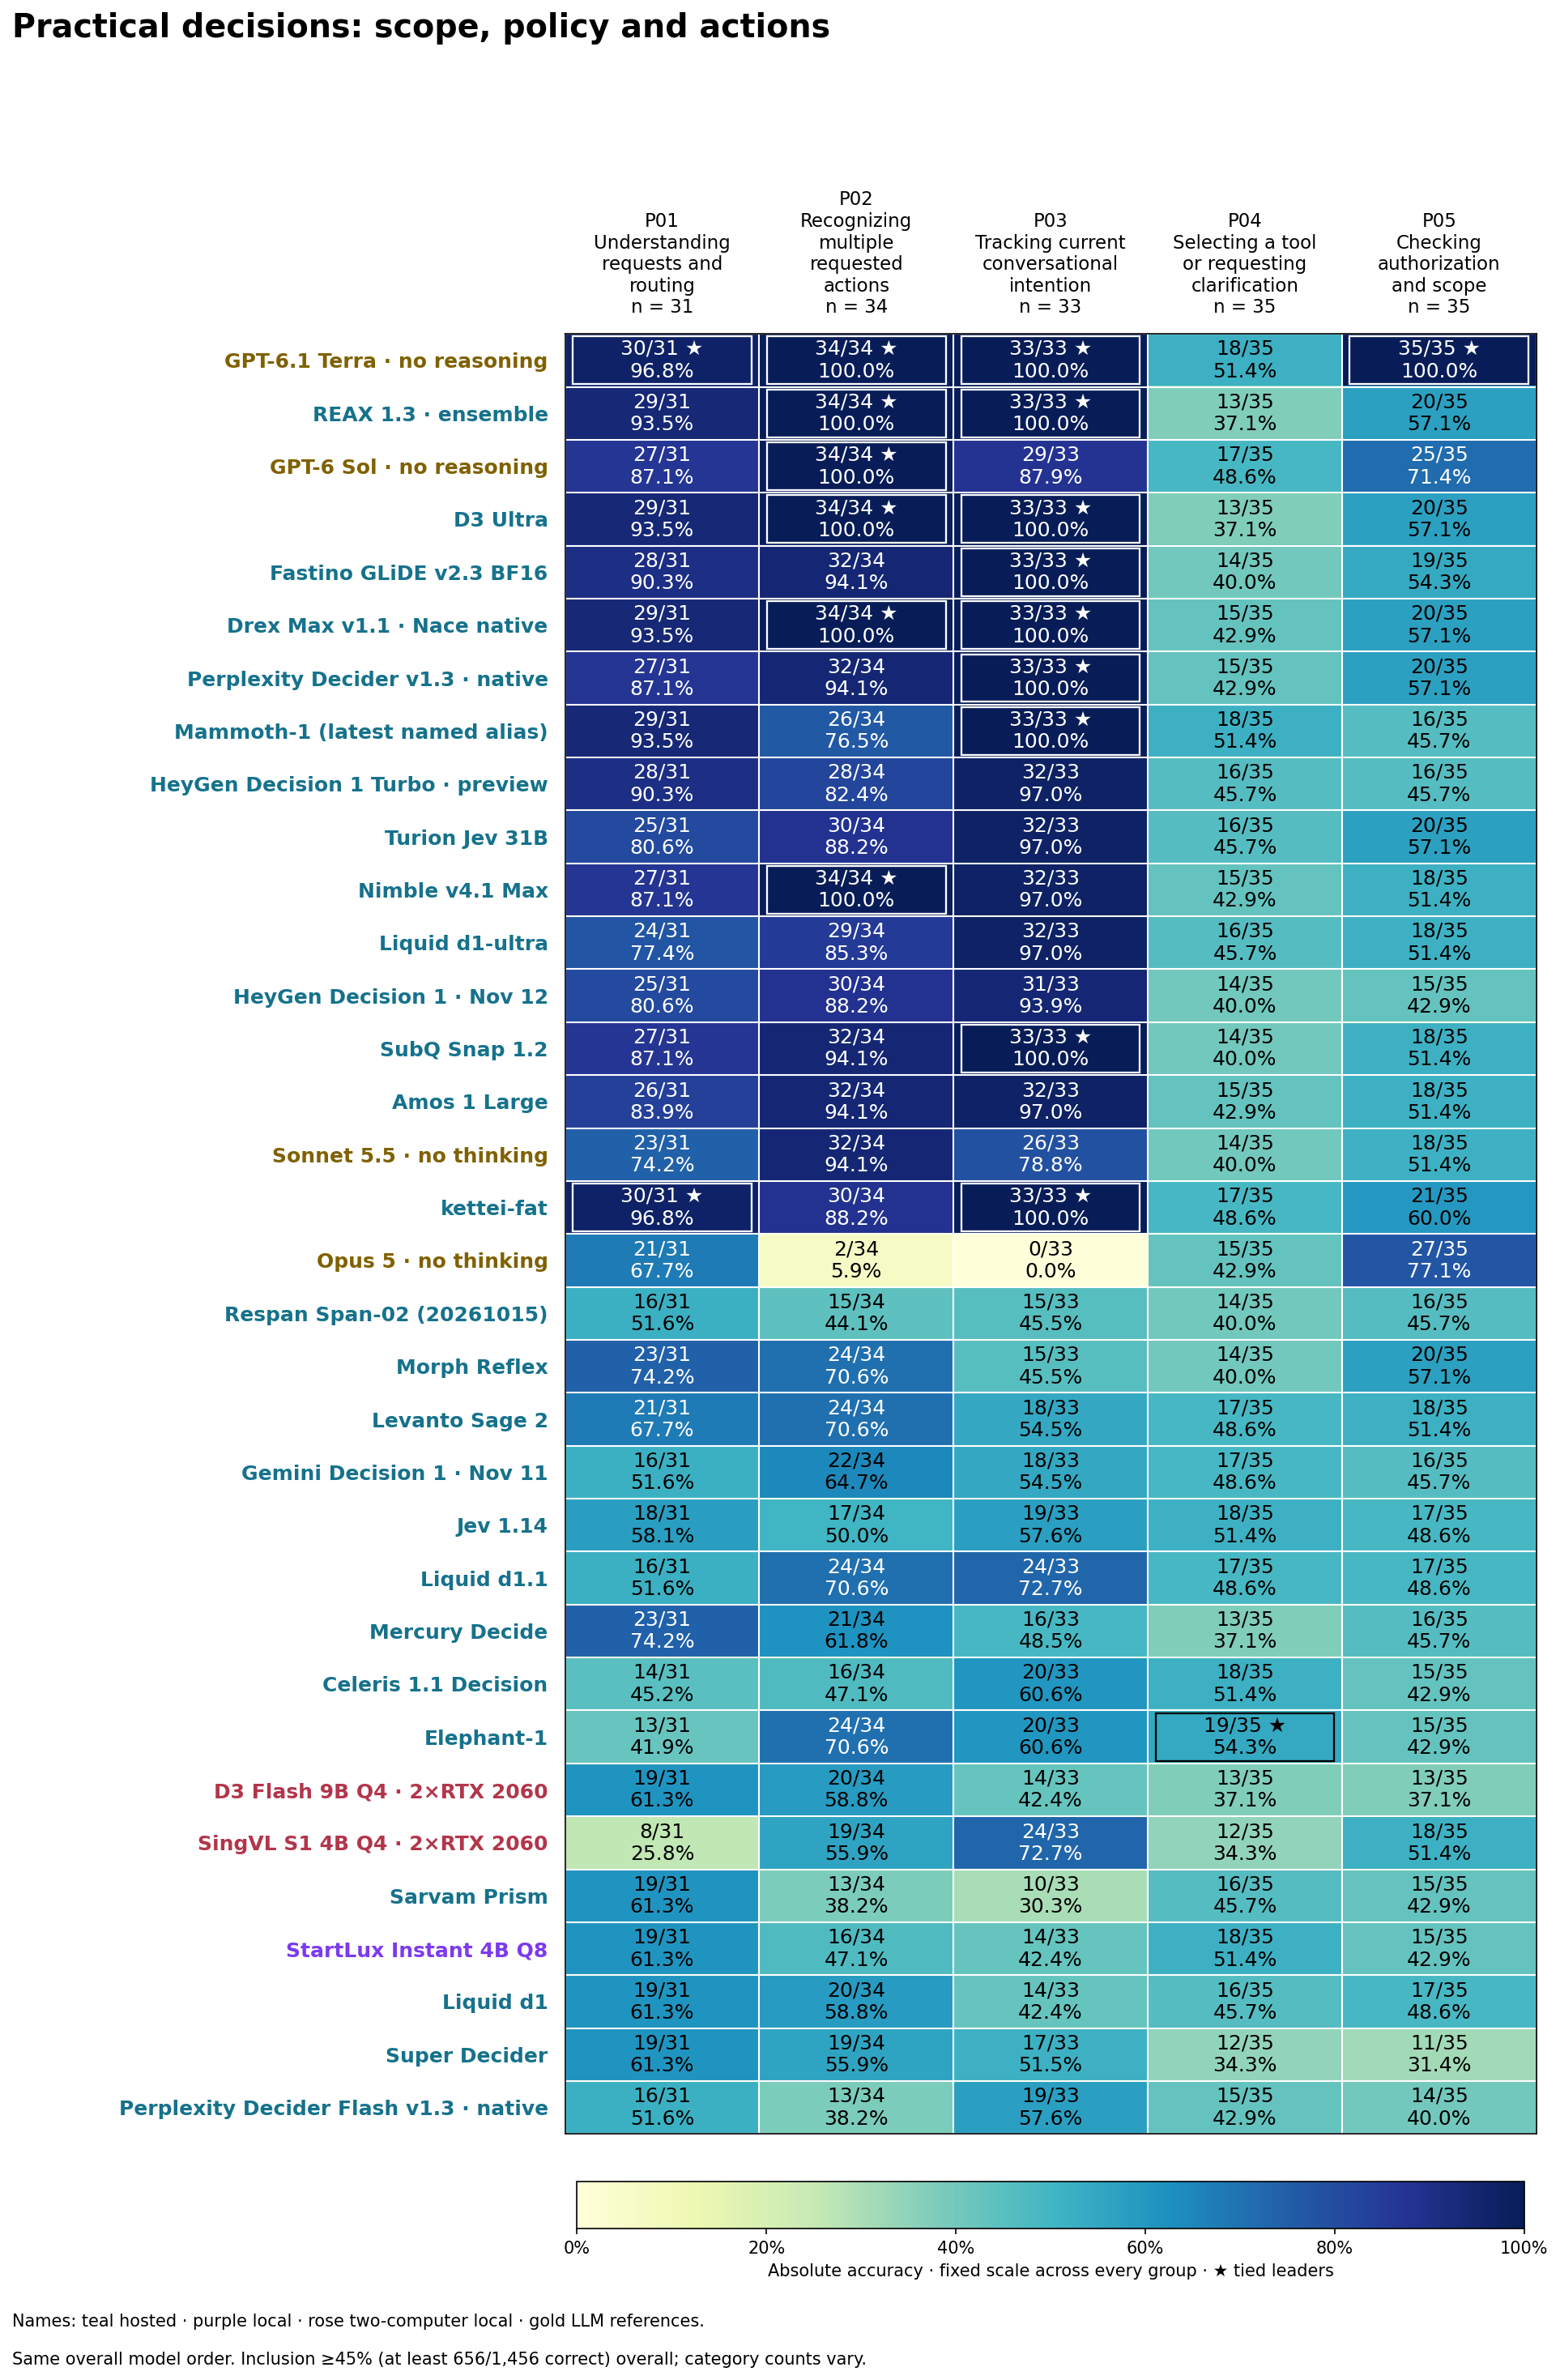 Practical decisions: scope, policy and actions
P01
Understanding
requests and
routing
n = 31
P02
Recognizing
multiple
requested
actions
n = 34
P03
Tracking current
conversational
intention
n = 33
P04
Selecting a tool
or requesting
clarification
n = 35
P05
Checking
authorization
and scope
n = 35
GPT-6.1 Terra · no reasoning
30/31 ★ 34/34 ★ 33/33 ★ 18/35 35/35 ★
96.8% 100.0% 100.0% 51.4% 100.0%
REAX 1.3 · ensemble
29/31 34/34 ★ 33/33 ★ 13/35 20/35
93.5% 100.0% 100.0% 37.1% 57.1%
GPT-6 Sol · no reasoning
27/31 34/34 ★ 29/33 17/35 25/35
87.1% 100.0% 87.9% 48.6% 71.4%
D3 Ultra
29/31 34/34 ★ 33/33 ★ 13/35 20/35
93.5% 100.0% 100.0% 37.1% 57.1%
Fastino GLiDE v2.3 BF16
28/31 32/34 33/33 ★ 14/35 19/35
90.3% 94.1% 100.0% 40.0% 54.3%
Drex Max v1.1 · Nace native
29/31 34/34 ★ 33/33 ★ 15/35 20/35
93.5% 100.0% 100.0% 42.9% 57.1%
Perplexity Decider v1.3 · native
27/31 32/34 33/33 ★ 15/35 20/35
87.1% 94.1% 100.0% 42.9% 57.1%
Mammoth-1 (latest named alias)
29/31 26/34 33/33 ★ 18/35 16/35
93.5% 76.5% 100.0% 51.4% 45.7%
HeyGen Decision 1 Turbo · preview
28/31 28/34 32/33 16/35 16/35
90.3% 82.4% 97.0% 45.7% 45.7%
Turion Jev 31B
25/31 30/34 32/33 16/35 20/35
80.6% 88.2% 97.0% 45.7% 57.1%
Nimble v4.1 Max
27/31 34/34 ★ 32/33 15/35 18/35
87.1% 100.0% 97.0% 42.9% 51.4%
Liquid d1-ultra
24/31 29/34 32/33 16/35 18/35
77.4% 85.3% 97.0% 45.7% 51.4%
HeyGen Decision 1 · Nov 12
25/31 30/34 31/33 14/35 15/35
80.6% 88.2% 93.9% 40.0% 42.9%
SubQ Snap 1.2
27/31 32/34 33/33 ★ 14/35 18/35
87.1% 94.1% 100.0% 40.0% 51.4%
Amos 1 Large
26/31 32/34 32/33 15/35 18/35
83.9% 94.1% 97.0% 42.9% 51.4%
Sonnet 5.5 · no thinking
23/31 32/34 26/33 14/35 18/35
74.2% 94.1% 78.8% 40.0% 51.4%
kettei-fat
30/31 ★ 30/34 33/33 ★ 17/35 21/35
96.8% 88.2% 100.0% 48.6% 60.0%
Opus 5 · no thinking
21/31 2/34 0/33 15/35 27/35
67.7% 5.9% 0.0% 42.9% 77.1%
Respan Span-02 (20261015)
16/31 15/34 15/33 14/35 16/35
51.6% 44.1% 45.5% 40.0% 45.7%
Morph Reflex
23/31 24/34 15/33 14/35 20/35
74.2% 70.6% 45.5% 40.0% 57.1%
Levanto Sage 2
21/31 24/34 18/33 17/35 18/35
67.7% 70.6% 54.5% 48.6% 51.4%
Gemini Decision 1 · Nov 11
16/31 22/34 18/33 17/35 16/35
51.6% 64.7% 54.5% 48.6% 45.7%
Jev 1.14
18/31 17/34 19/33 18/35 17/35
58.1% 50.0% 57.6% 51.4% 48.6%
Liquid d1.1
16/31 24/34 24/33 17/35 17/35
51.6% 70.6% 72.7% 48.6% 48.6%
Mercury Decide
23/31 21/34 16/33 13/35 16/35
74.2% 61.8% 48.5% 37.1% 45.7%
Celeris 1.1 Decision
14/31 16/34 20/33 18/35 15/35
45.2% 47.1% 60.6% 51.4% 42.9%
Elephant-1
13/31 24/34 20/33 19/35 ★ 15/35
41.9% 70.6% 60.6% 54.3% 42.9%
D3 Flash 9B Q4 · 2×RTX 2060
19/31 20/34 14/33 13/35 13/35
61.3% 58.8% 42.4% 37.1% 37.1%
SingVL S1 4B Q4 · 2×RTX 2060
8/31 19/34 24/33 12/35 18/35
25.8% 55.9% 72.7% 34.3% 51.4%
Sarvam Prism
19/31 13/34 10/33 16/35 15/35
61.3% 38.2% 30.3% 45.7% 42.9%
StartLux Instant 4B Q8
19/31 16/34 14/33 18/35 15/35
61.3% 47.1% 42.4% 51.4% 42.9%
Liquid d1
19/31 20/34 14/33 16/35 17/35
61.3% 58.8% 42.4% 45.7% 48.6%
Super Decider
19/31 19/34 17/33 12/35 11/35
61.3% 55.9% 51.5% 34.3% 31.4%
Perplexity Decider Flash v1.3 · native
16/31 13/34 19/33 15/35 14/35
51.6% 38.2% 57.6% 42.9% 40.0%
0% 20% 40% 60% 80% 100%
Absolute accuracy · fixed scale across every group · ★ tied leaders
Names: teal hosted · purple local · rose two-computer local · gold LLM references.
Same overall model order. Inclusion ≥45% (at least 656/1,456 correct) overall; category counts vary.